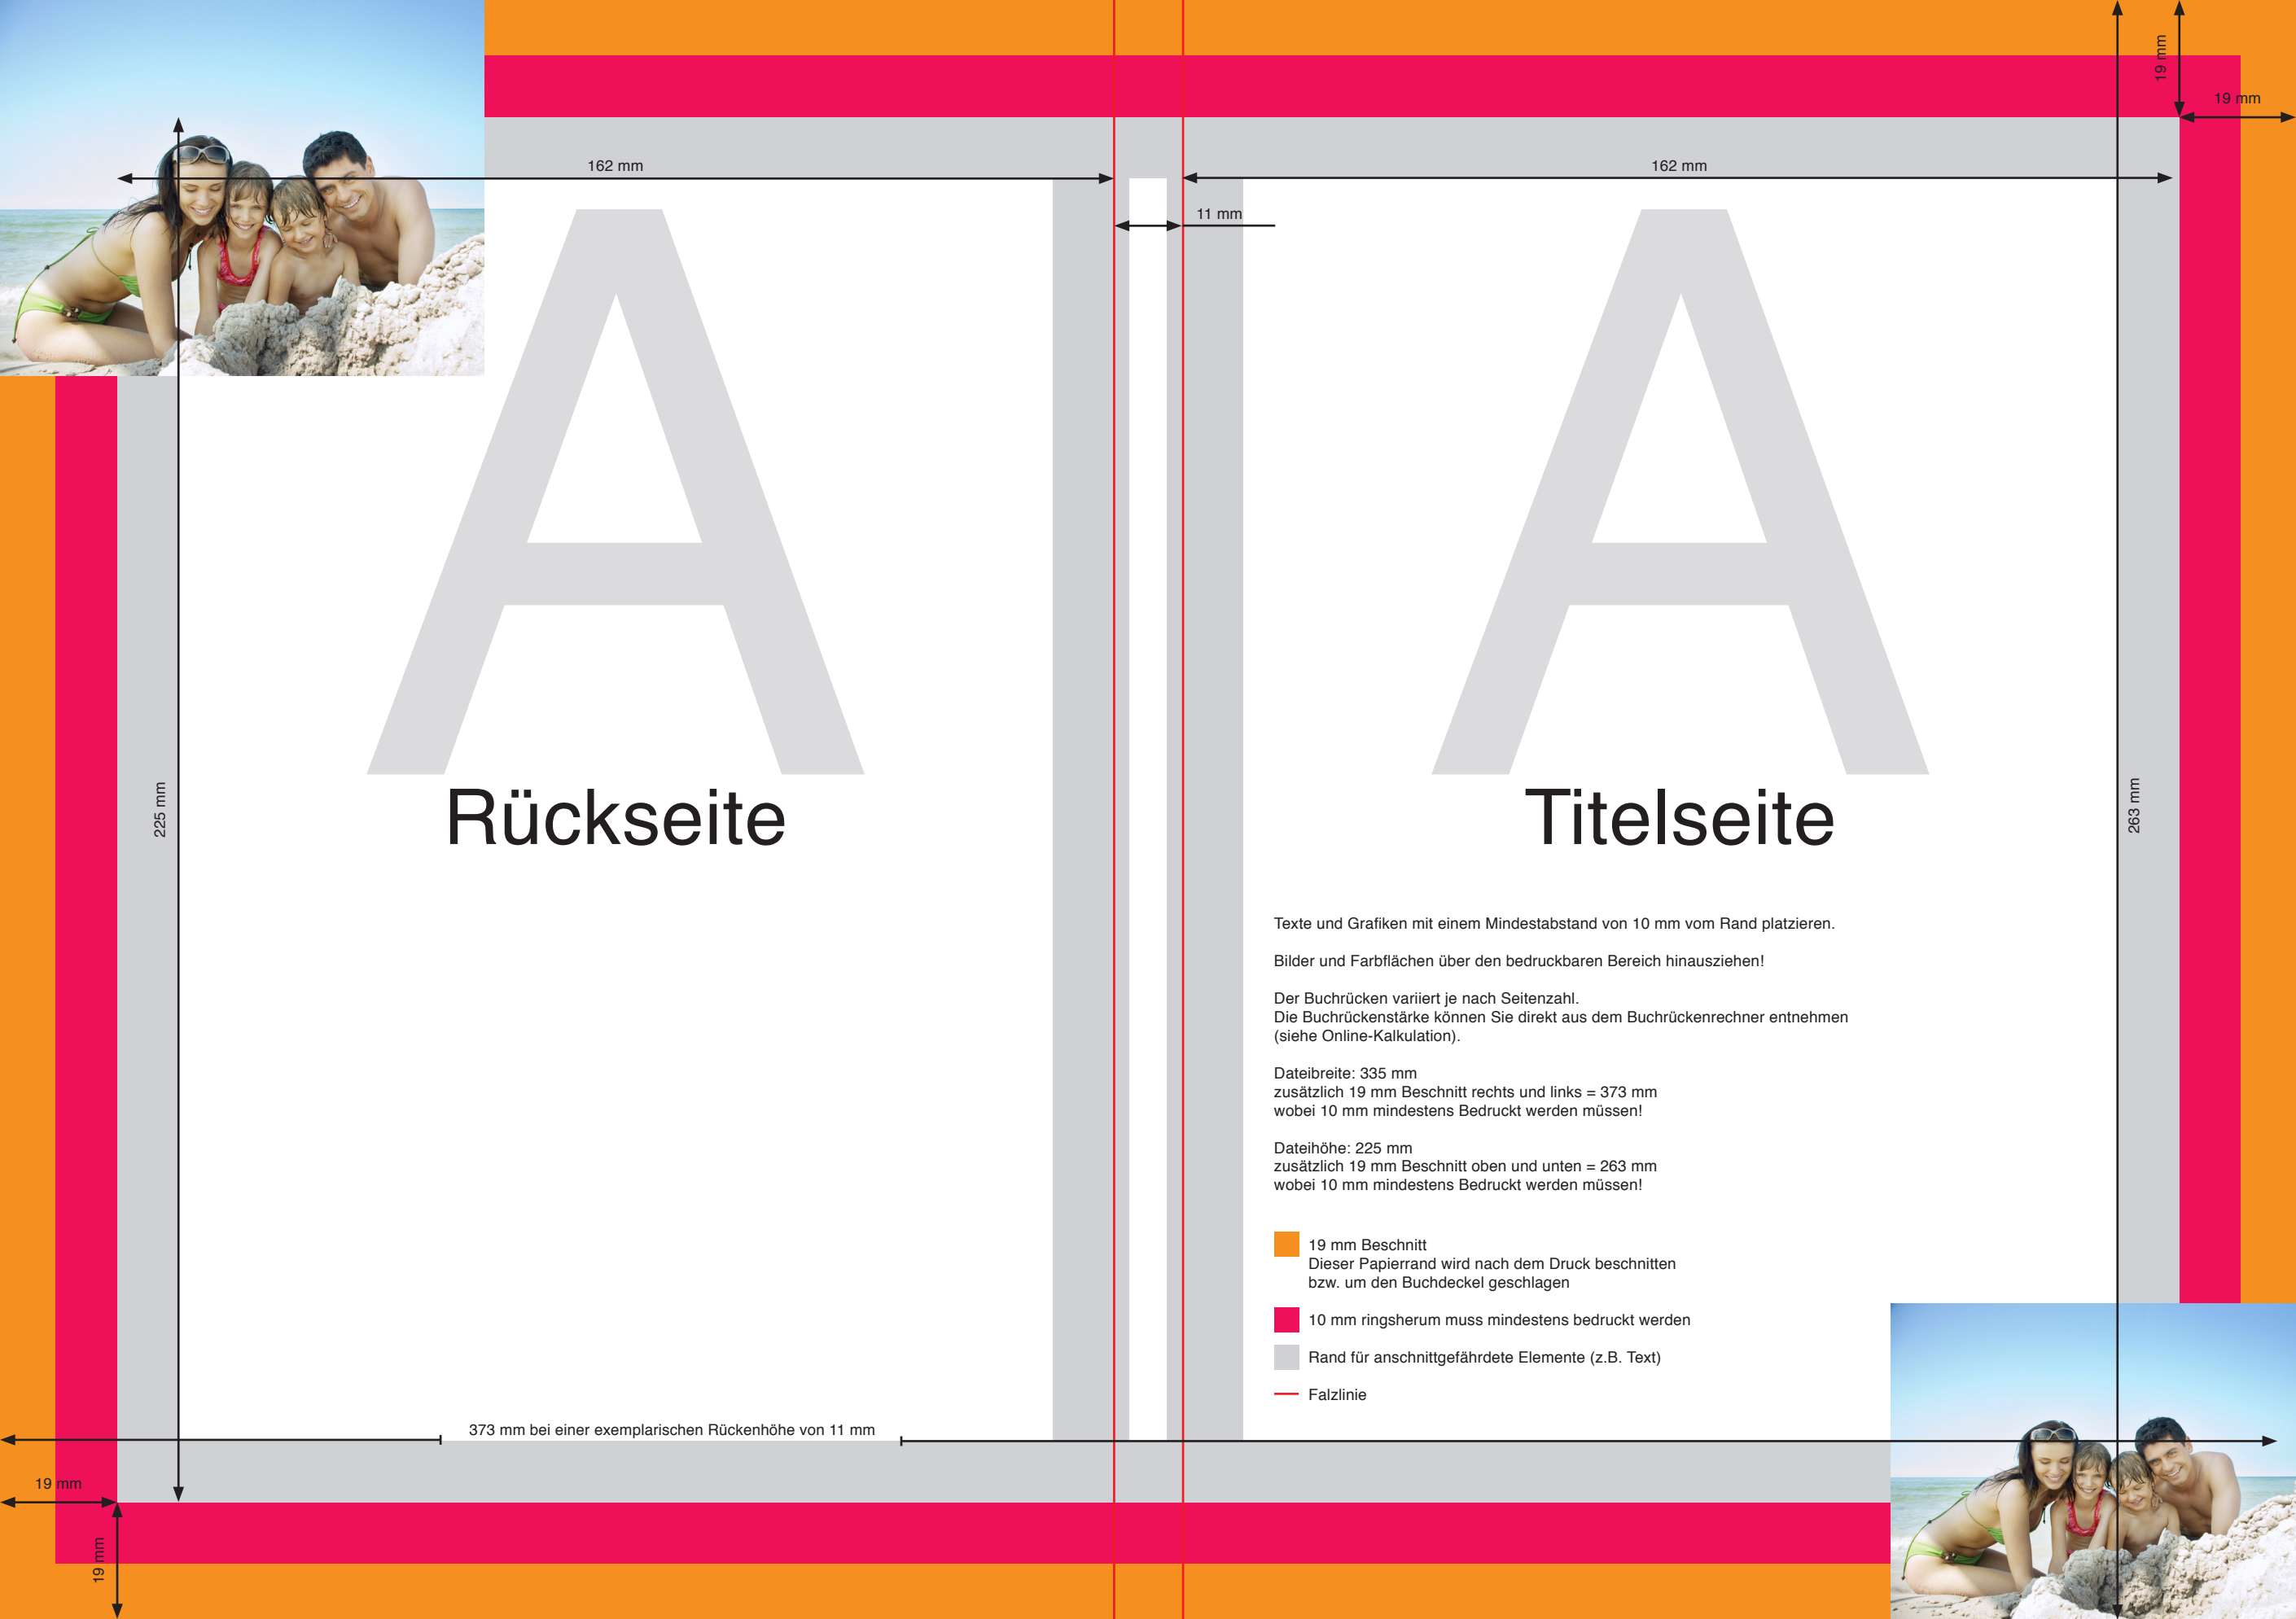 19 mm
19 mm
162 mm
162 mm
11 mm
A
A
225 mm
Rückseite
Titelseite
263 mm
Texte und Grafiken mit einem Mindestabstand von 10 mm vom Rand platzieren.
Bilder und Farbflächen über den bedruckbaren Bereich hinausziehen!
Der Buchrücken variiert je nach Seitenzahl.
Die Buchrückenstärke können Sie direkt aus dem Buchrückenrechner entnehmen
(siehe Online-Kalkulation).
Dateibreite: 335 mm
zusätzlich 19 mm Beschnitt rechts und links = 373 mm
wobei 10 mm mindestens Bedruckt werden müssen!
Dateihöhe: 225 mm
zusätzlich 19 mm Beschnitt oben und unten = 263 mm
wobei 10 mm mindestens Bedruckt werden müssen!
19 mm Beschnitt
Dieser Papierrand wird nach dem Druck beschnitten
bzw. um den Buchdeckel geschlagen
10 mm ringsherum muss mindestens bedruckt werden
Rand für anschnittgefährdete Elemente (z.B. Text)
Falzlinie
373 mm bei einer exemplarischen Rückenhöhe von 11 mm
19 mm
19 mm